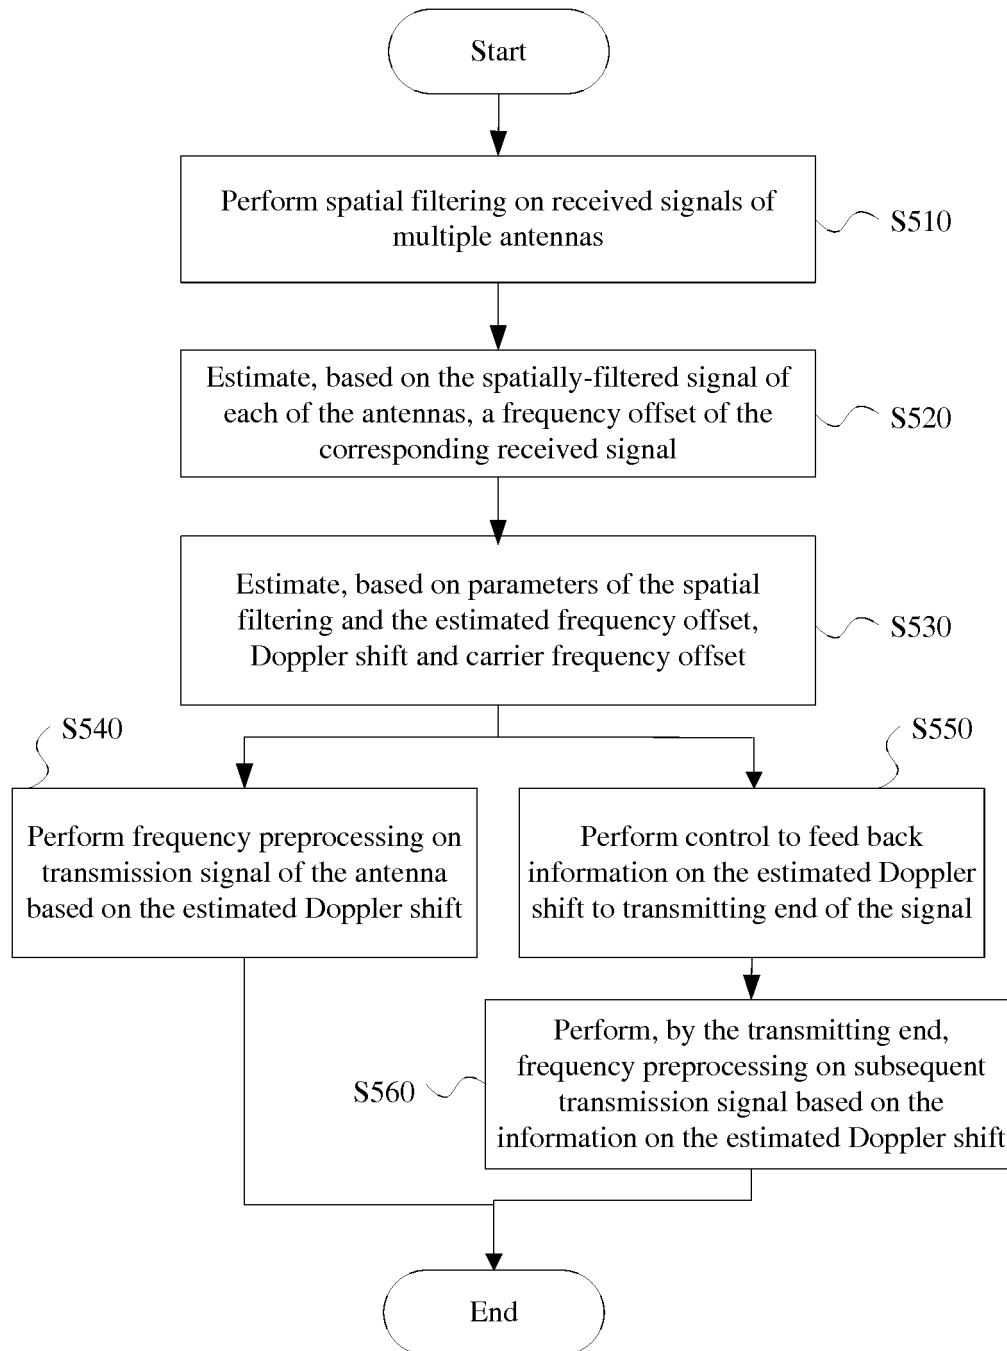 Start
Perform spatial filtering on received signals of
multiple antennas
S510
Estimate, based on the spatially-filtered signal of
each of the antennas, a frequency offset of the
corresponding received signal
S520
Estimate, based on parameters of the spatial
filtering and the estimated frequency offset,
Doppler shift and carrier frequency offset
S530
S540
Perform frequency preprocessing on
transmission signal of the antenna
based on the estimated Doppler shift
S550
Perform control to feed back
information on the estimated Doppler
shift to transmitting end of the signal
S560
Perform, by the transmitting end,
frequency preprocessing on subsequent
transmission signal based on the
information on the estimated Doppler shift
End